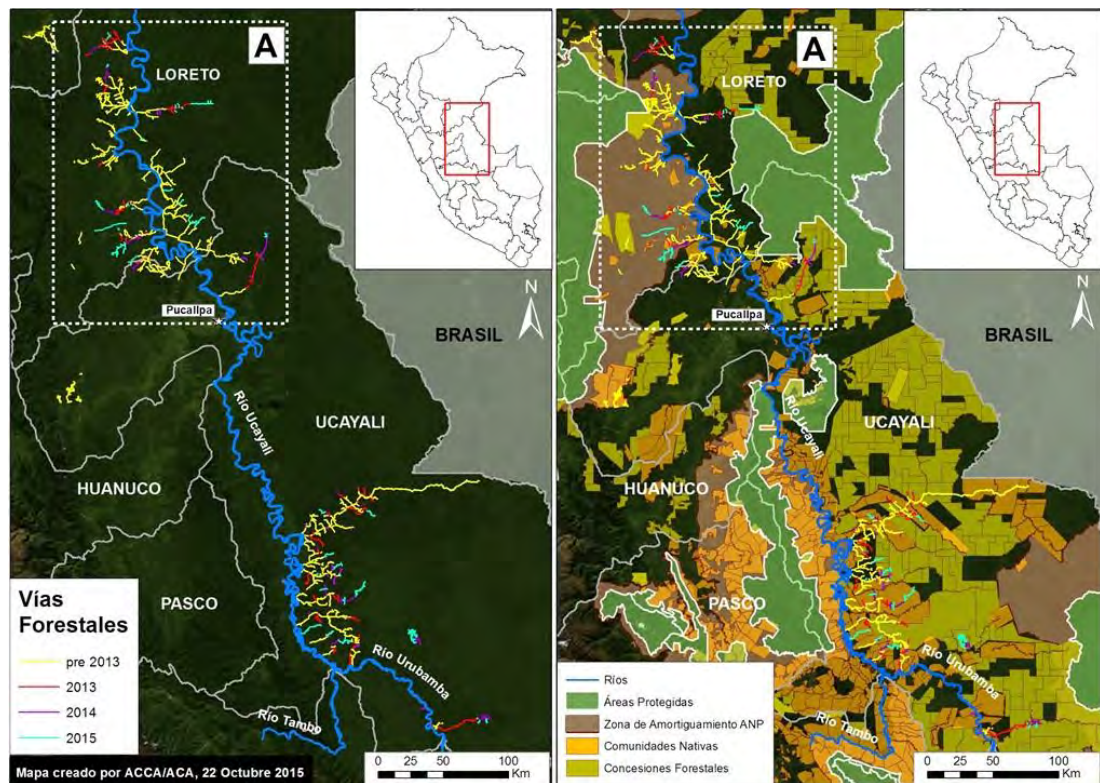 A
LORETO
N
Pucallpa
BRASIL
Río Ucayali
UCAYALI
HUANUCO
PASCO
Río Urubamba
Río Tambo
Vías
Forestales
pre 2013
2013
2014
2015
Mapa creado por ACCA/ACA, 22 Octubre 2015
0 25 50 100
Km
A
LORETO
N
Pucallpa
BRASIL
Río Ucayali
UCAYALI
HUANUCO
PASCO
Río Urubamba
Río Tambo
Ríos
Áreas Protegidas
Zona de Amortiguamiento ANP
Comunidades Nativas
Concesiones Forestales
0 25 50 100
Km